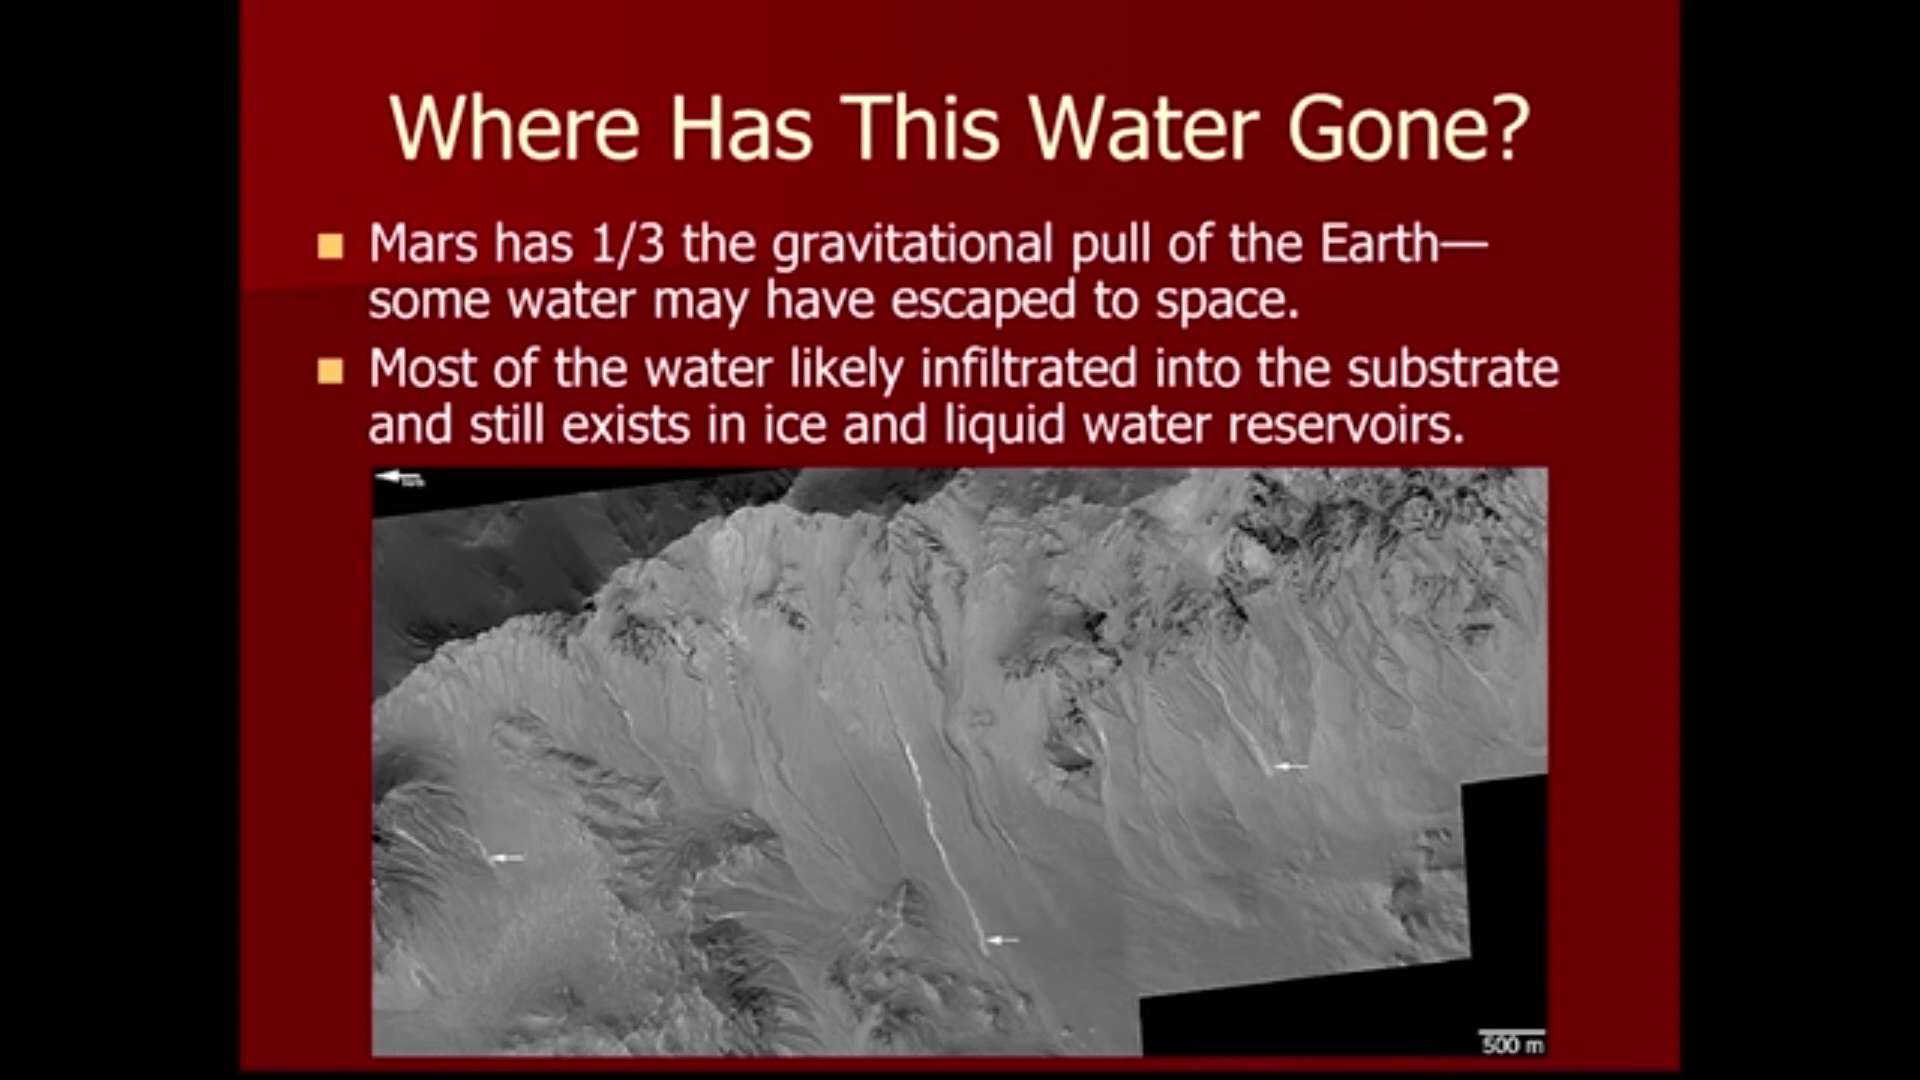 Where Has This Water Gone?
Mars has 1/3 the gravitational pull of the Earth—
some water may have escaped to space.
Most of the water likely infiltrated into the substrate
and still exists in ice and liquid water reservoirs.
500 m